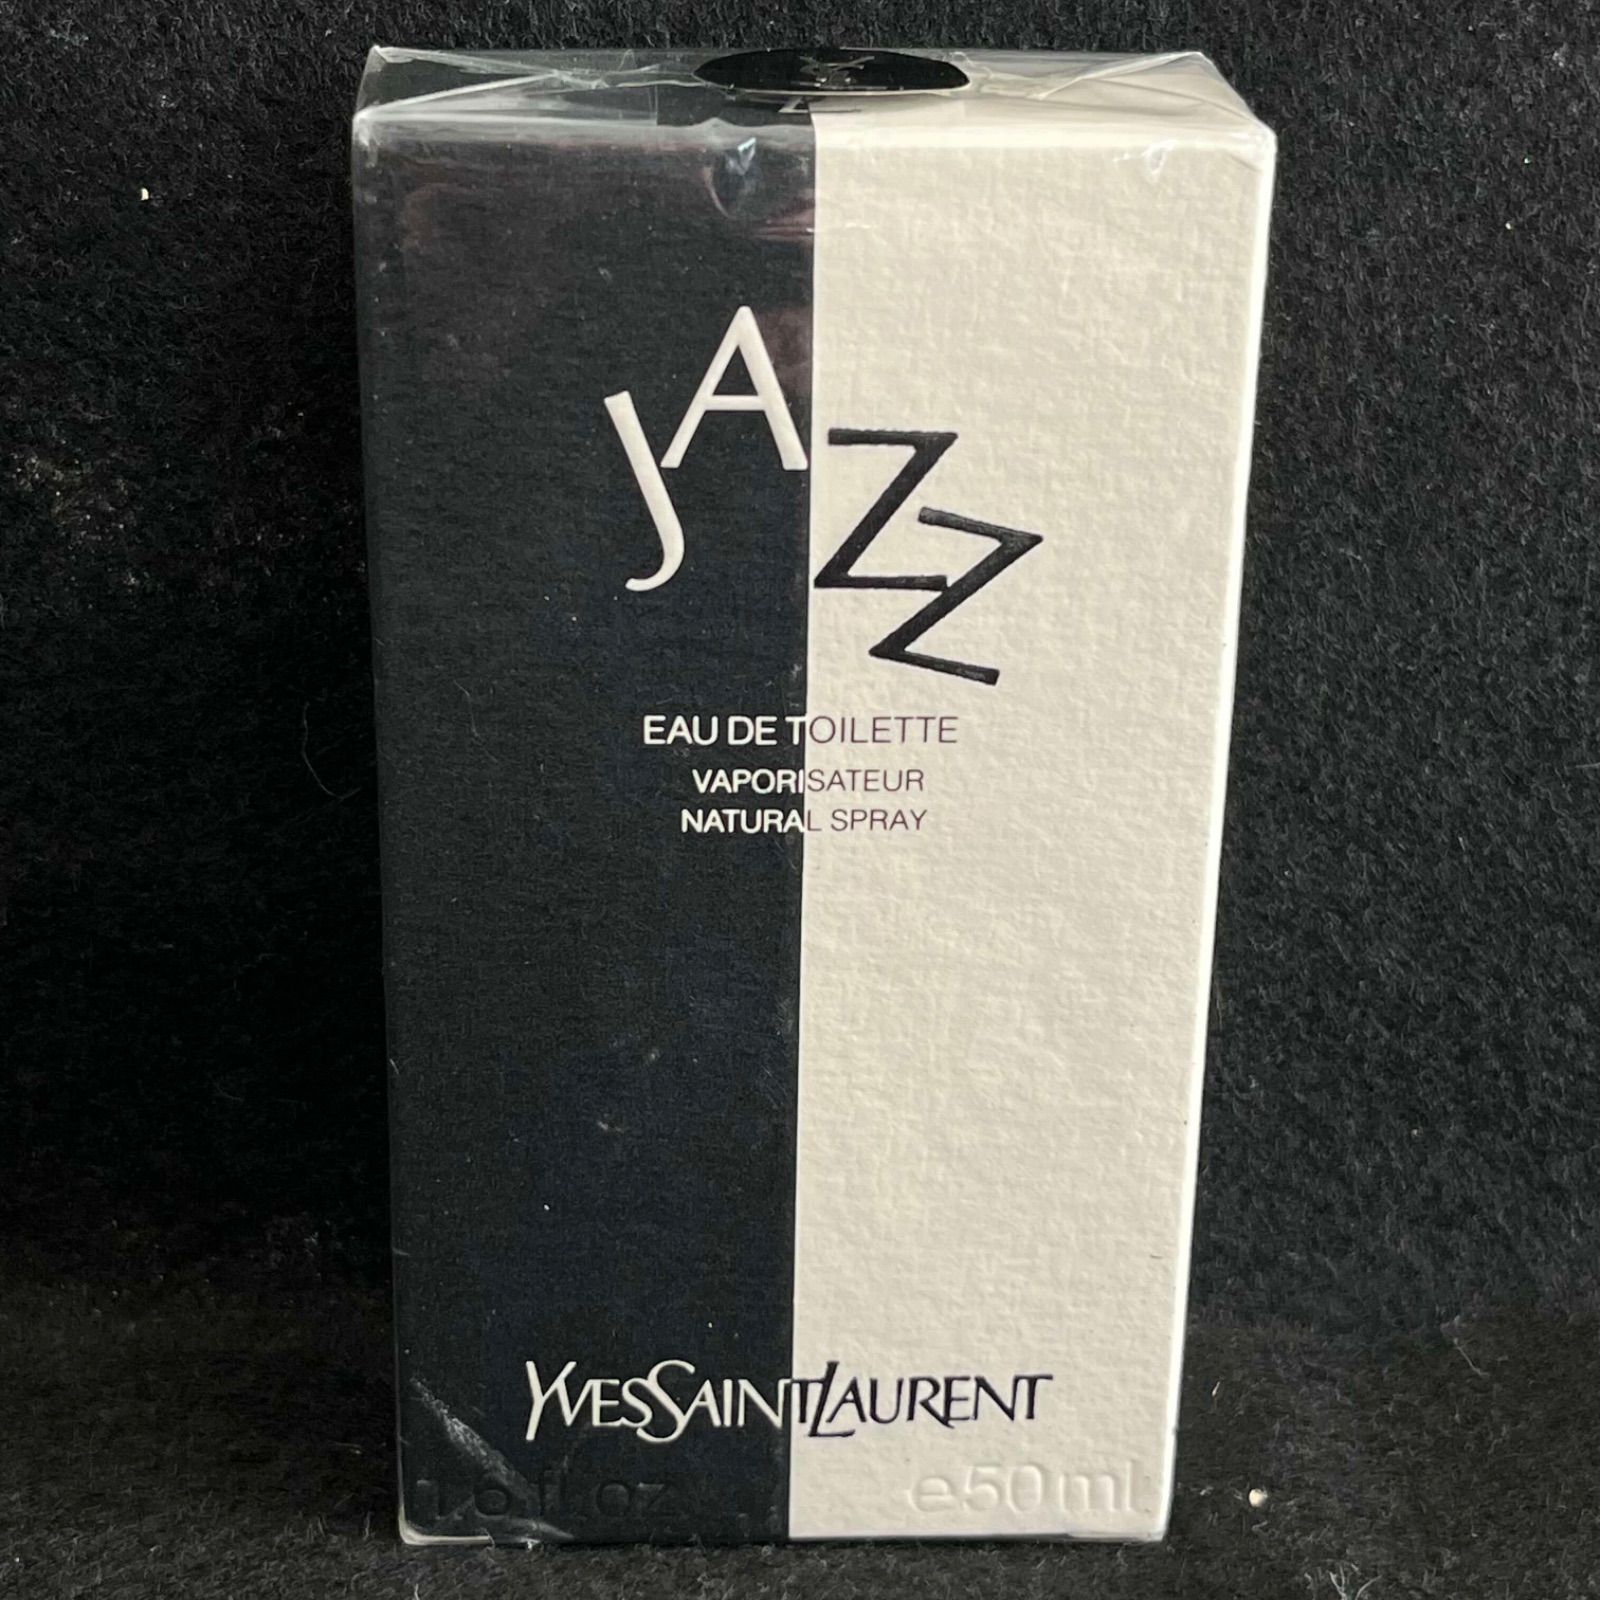 JAZZ
EAU DE TOILETTE
VAPORISATEUR
NATURAL SPRAY
YVESSAINTLAURENT
1.6 fl. oz e50ml